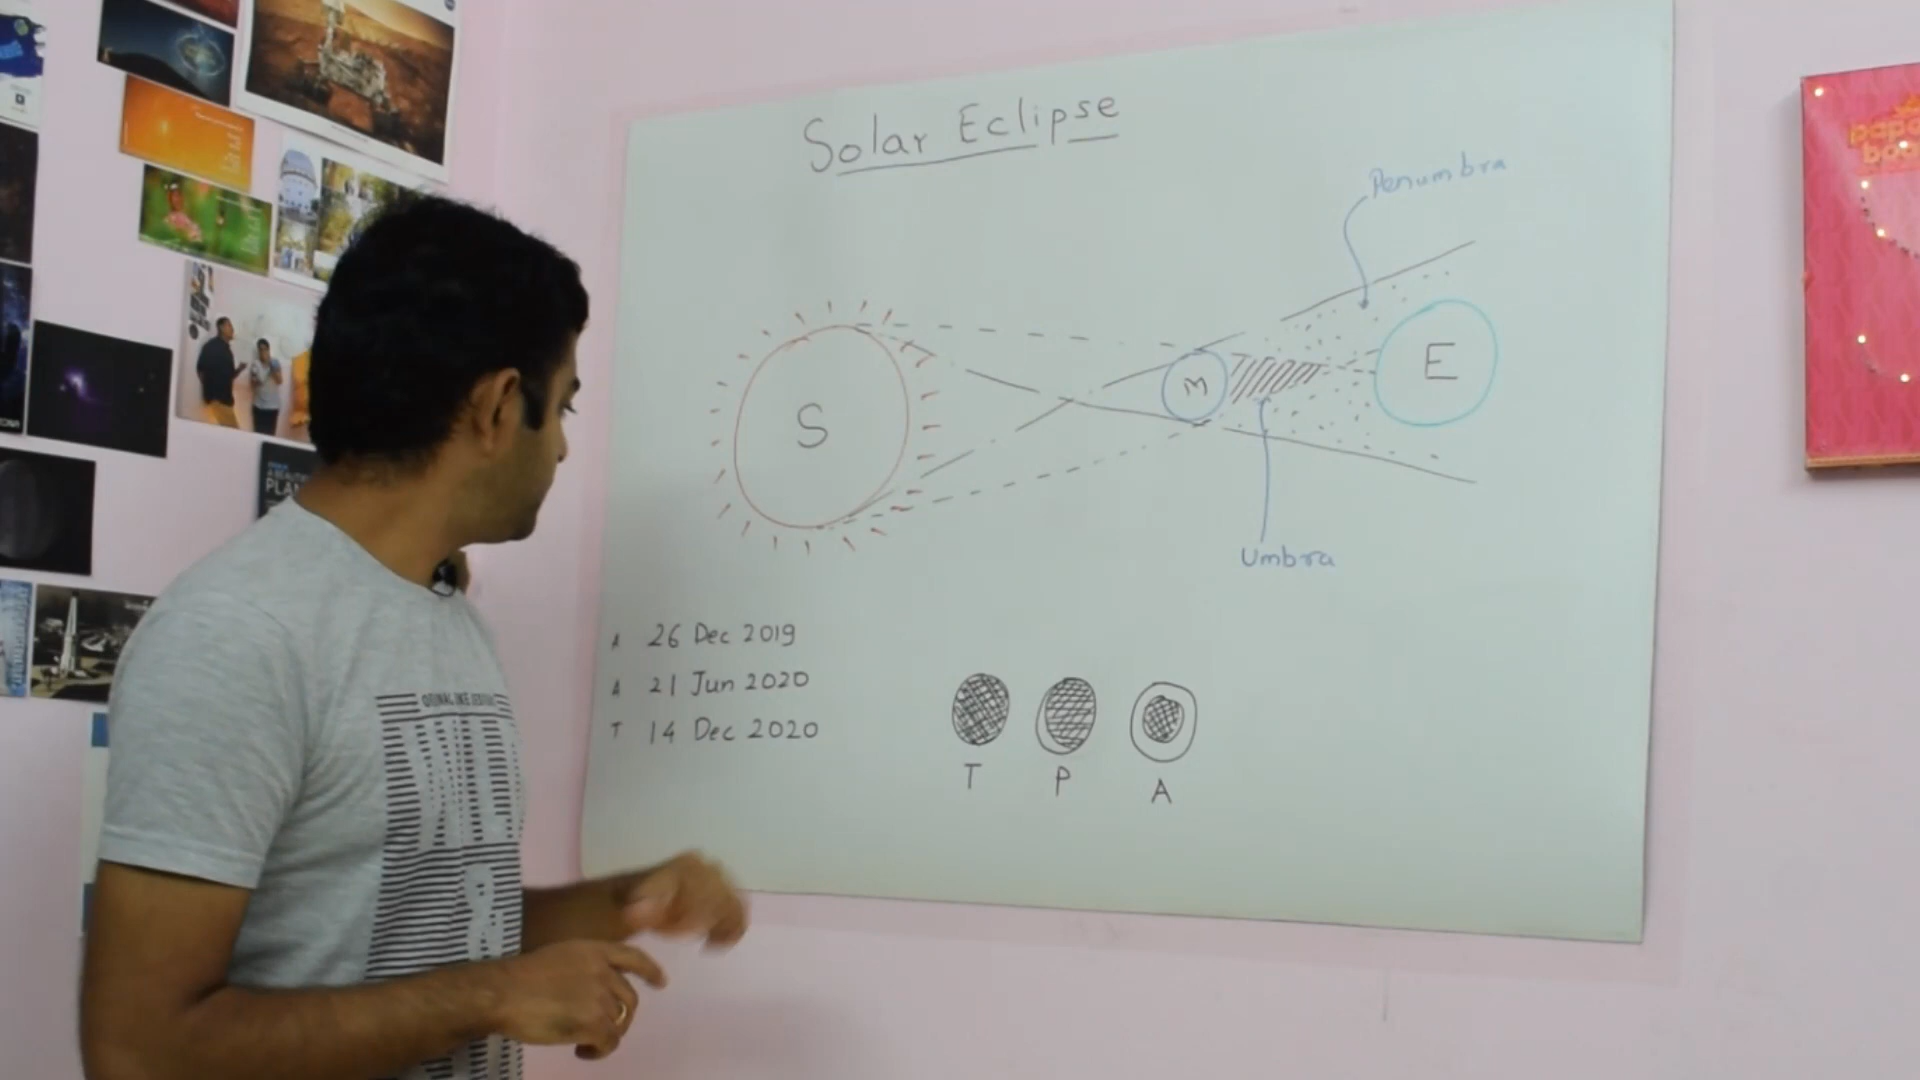 Solar Eclipse
Penumbra
S
M
E
Umbra
A 26 Dec 2019
A 21 Jun 2020
T 14 Dec 2020
T P A